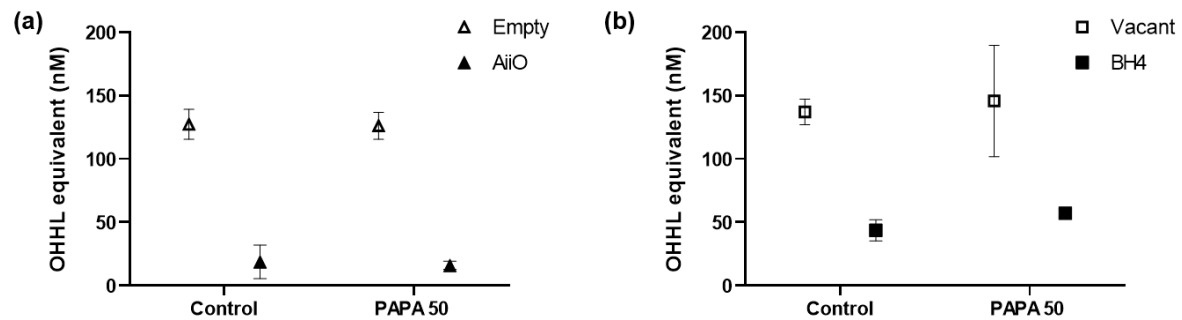 (a)
Empty
AiiO
OHHL equivalent (nM)
200
150
100
50
0
Control
PAPA 50
(b)
Vacant
BH4
OHHL equivalent (nM)
200
150
100
50
0
Control
PAPA 50